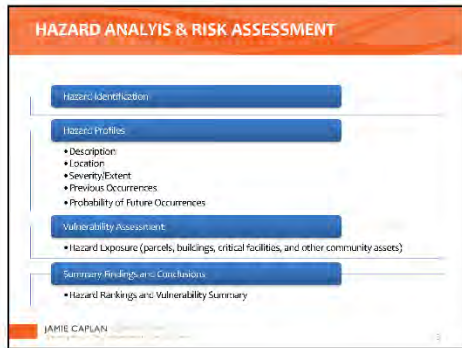 HAZARD ANALYIS & RISK ASSESSMENT
Hazard Identification
Hazard Profiles
• Description
• Location
• Severity/Extent
• Previous Occurrences
• Probability of Future Occurrences
Vulnerability Assessment
• Hazard Exposure (parcels, buildings, critical facilities, and other community assets)
Summary Findings and Conclusions
• Hazard Rankings and Vulnerability Summary
JAMIE CAPLAN